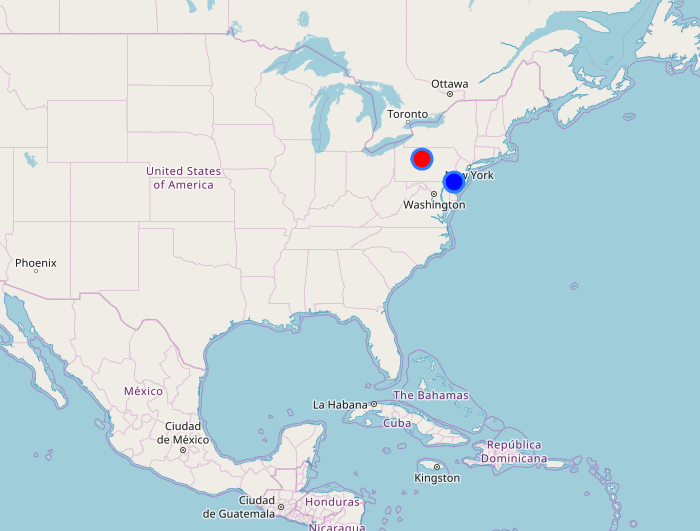 Ottawa
Toronto
United States
of America
York
Washington
Phoenix
México
The Bahamas
La Habana
Cuba
Ciudad
de México
República
Dominicana
Kingston
Ciudad
de Guatemala
Honduras
Nicaragua